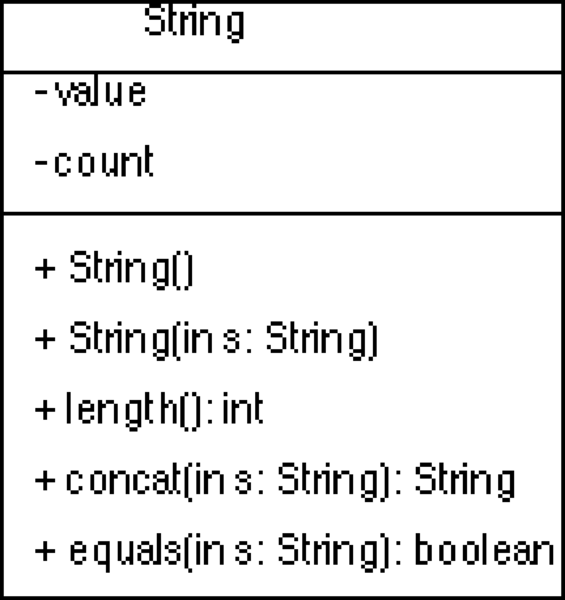 String
-value
-count
+ String()
+ String(in s: String)
+ length(): int
+ concat(in s: String): String
+ equals(in s: String): boolean